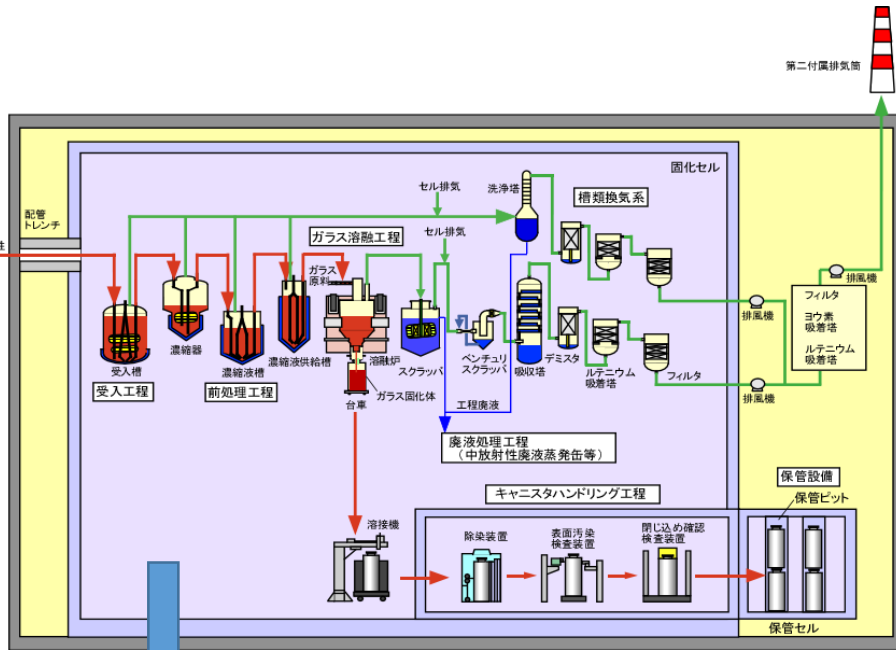 第二付属排気筒
固化セル
配管
トレンチ
セル排気
洗浄塔
槽類換気系
ガラス溶融工程
セル排気
ガラス
原料
排風機
フィルタ
ヨウ素
吸着塔
ルテニウム
吸着塔
排風機
濃縮器
受入槽
濃縮液槽
濃縮液供給槽
溶融炉
スクラッバ
ベンチュリ
スクラッバ
吸収塔
デミスタ
ルテニウム
吸着塔
フィルタ
排風機
受入工程
前処理工程
ガラス固化体
台車
工程廃液
廃液処理工程
(中放射性廃液蒸発缶等)
保管設備
保管ピット
キャニスタハンドリング工程
溶接機
除染装置
表面汚染
検査装置
閉じ込め確認
検査装置
保管セル